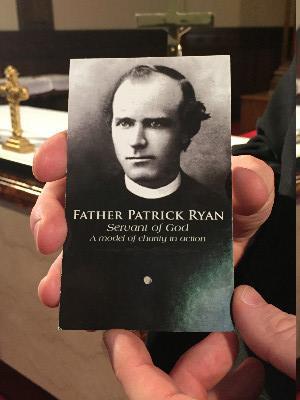 FATHER PATRICK RYAN
Servant of God
A model of charity in action